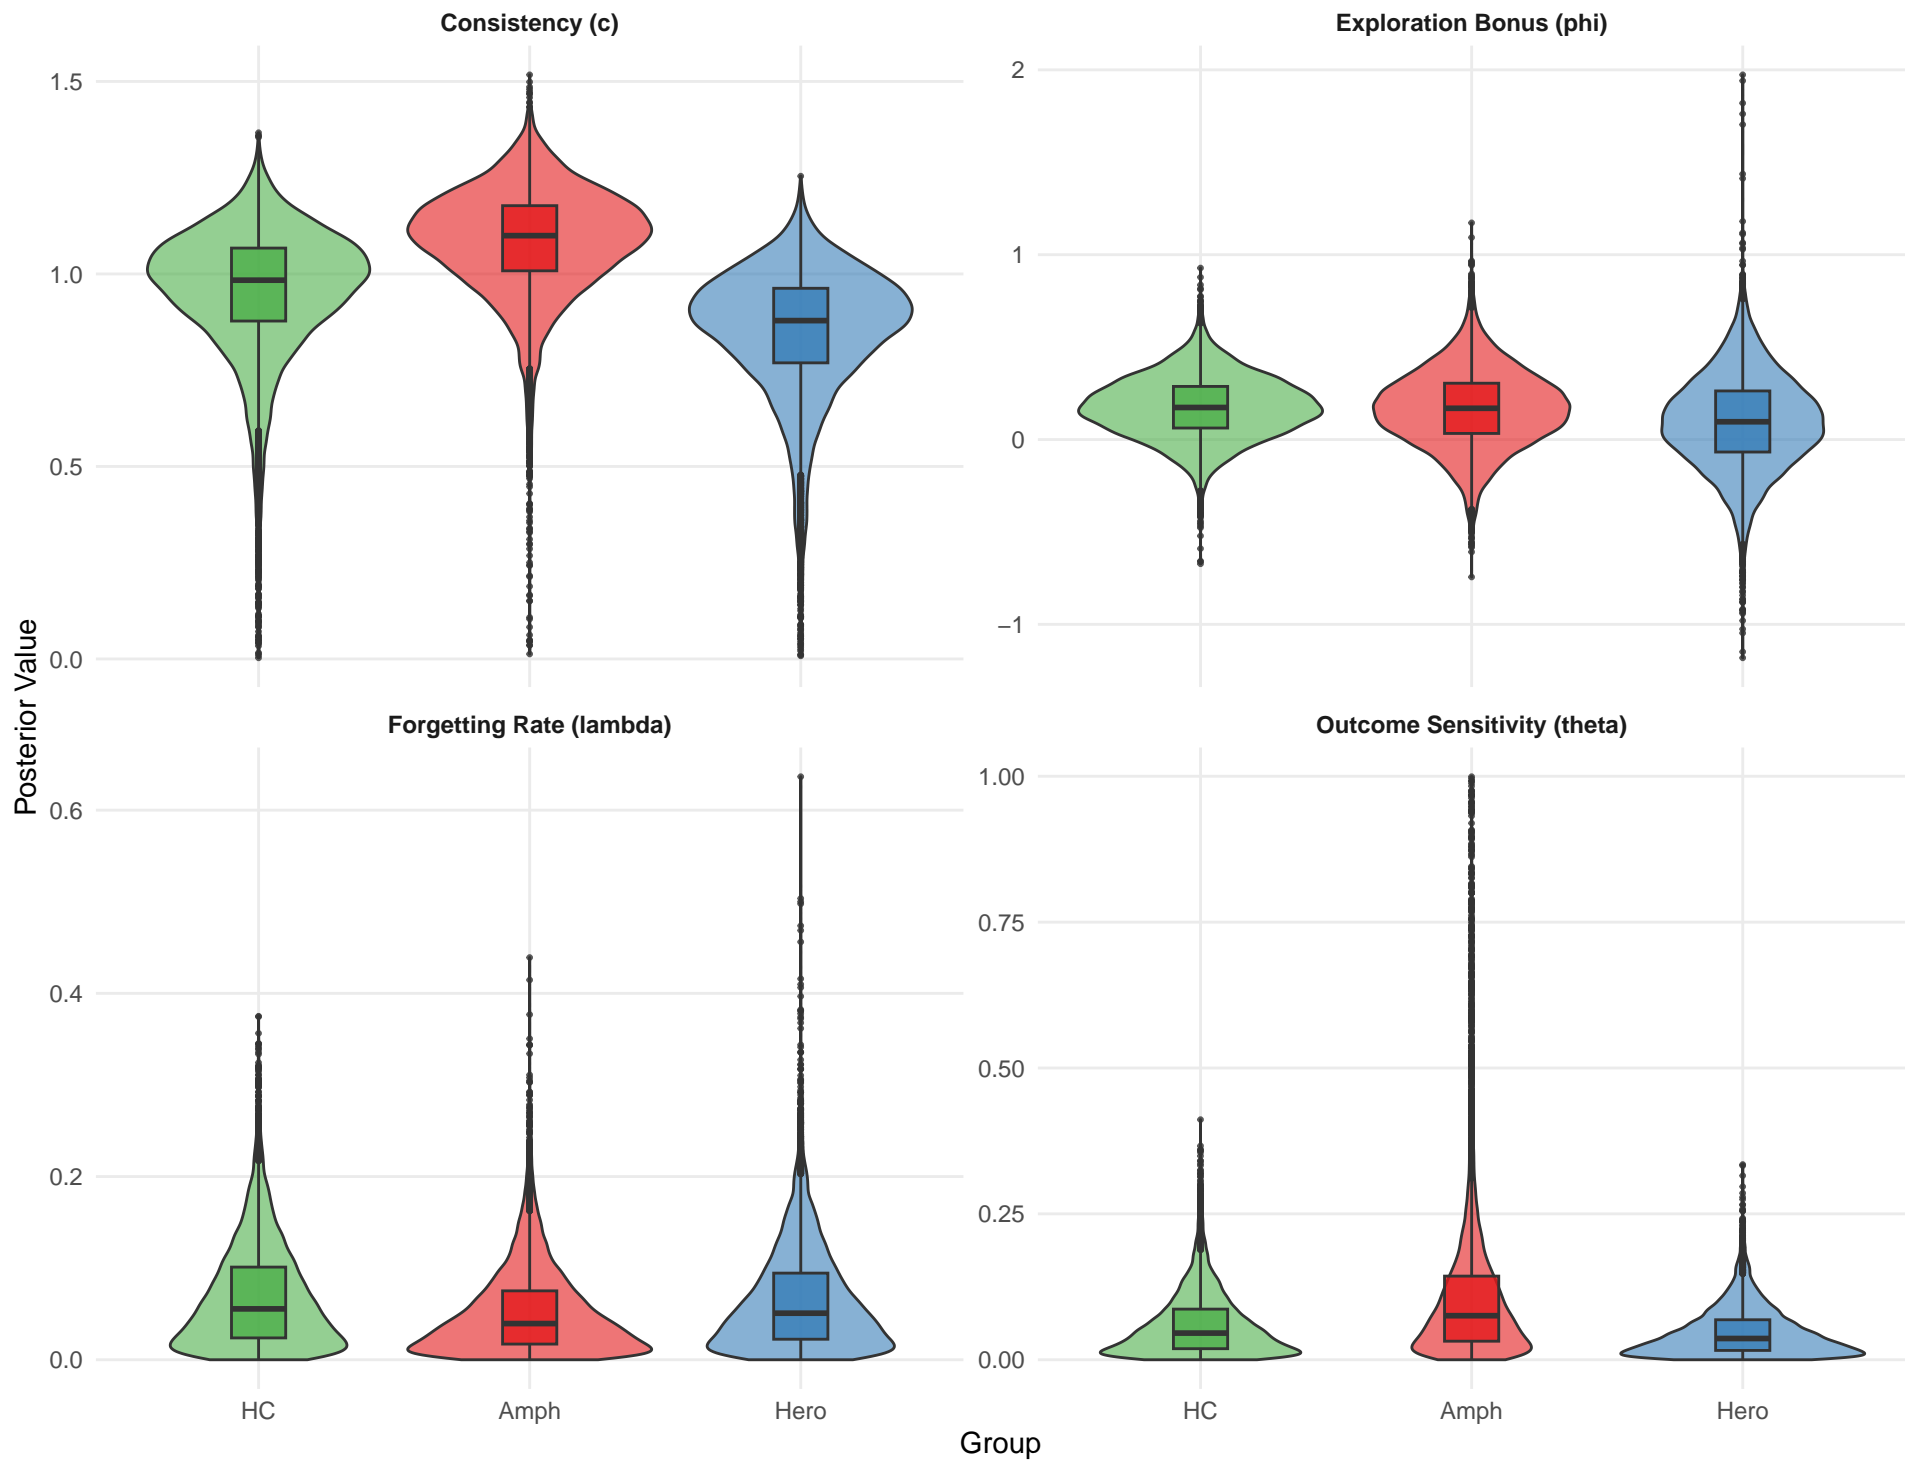 Consistency (c)
Exploration Bonus (phi)
1.5
1.0
0.5
0.0
2
1
0
−1
Posterior Value
Forgetting Rate (lambda)
Outcome Sensitivity (theta)
0.6
0.4
0.2
0.0
1.00
0.75
0.50
0.25
0.00
HC Amph Hero
HC Amph Hero
Group